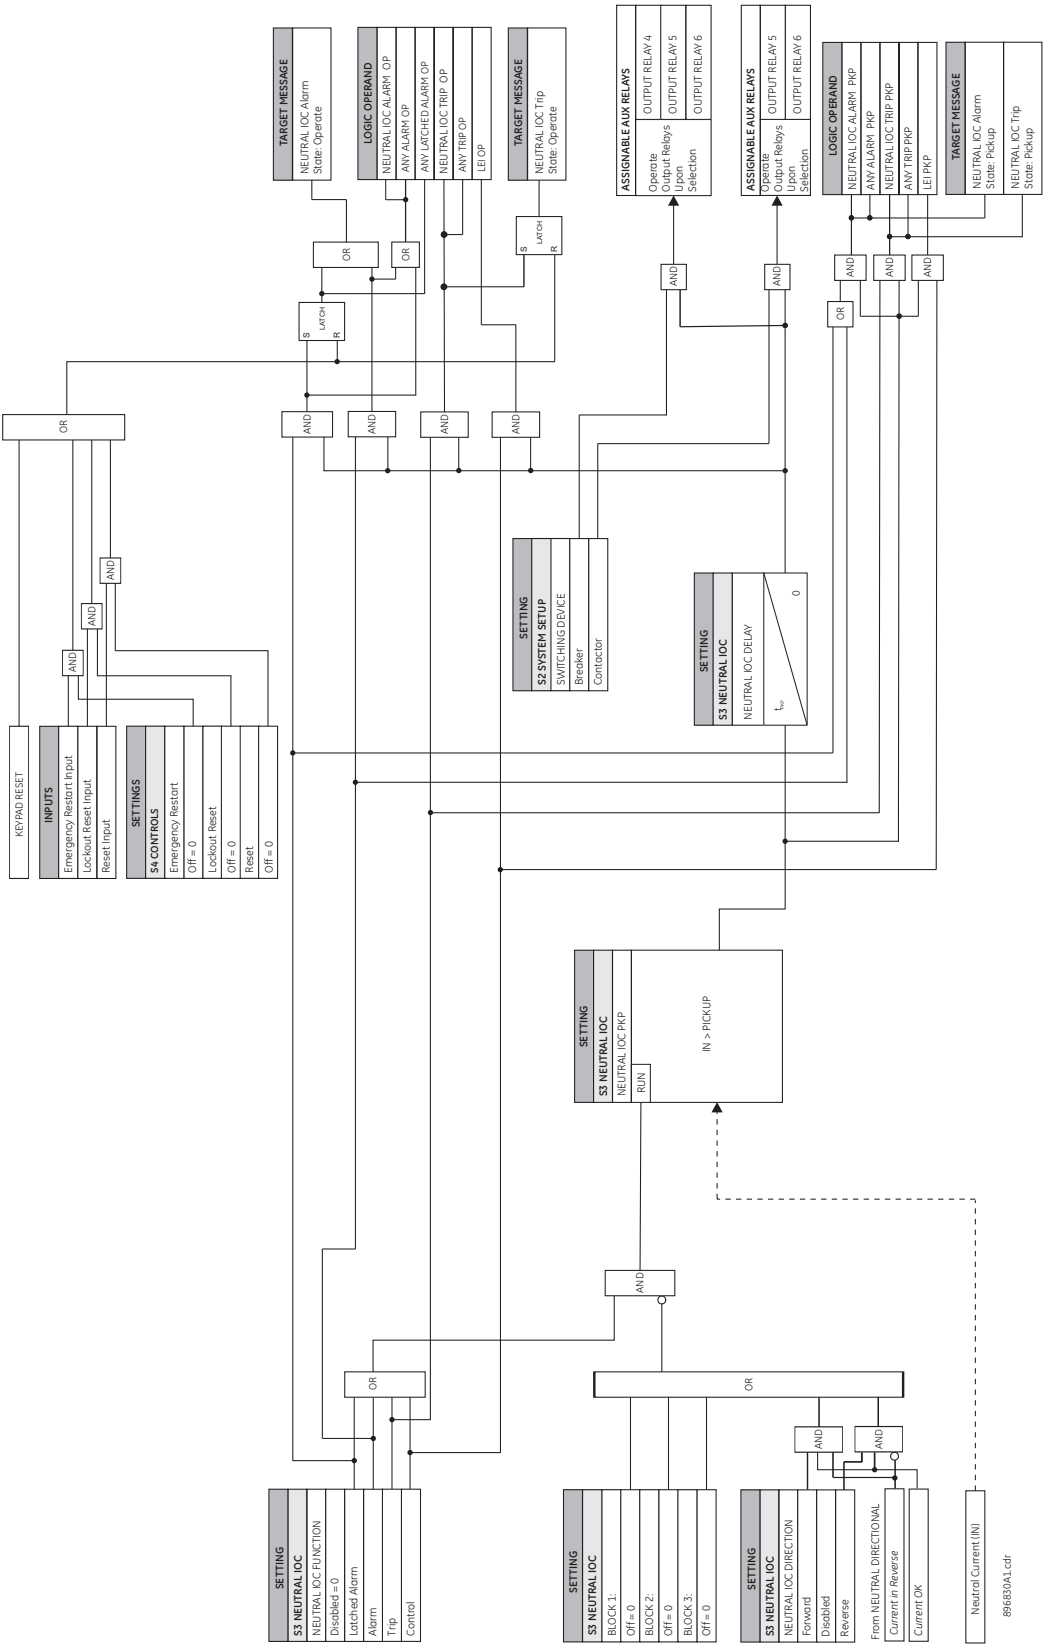 SETTING
S3 NEUTRAL IOC
NEUTRAL IOC FUNCTION
Disabled = 0
Latched Alarm
Alarm
Trip
Control
SETTING
S3 NEUTRAL IOC
BLOCK 1:
Off = 0
BLOCK 2:
Off = 0
BLOCK 3:
Off = 0
SETTING
S3 NEUTRAL IOC
NEUTRAL IOC DIRECTION
Forward
Disabled
Reverse
From NEUTRAL DIRECTIONAL
Current in Reverse
Current OK
Neutral Current (IN)
896830A1.cdr
OR
OR
AND
AND
AND
SETTING
S3 NEUTRAL IOC
NEUTRAL IOC PKP
RUN
IN > PICKUP
KEYPAD RESET
INPUTS
Emergency Restart Input
Lockout Reset Input
Reset Input
SETTINGS
S4 CONTROLS
Emergency Restart
Off = 0
Lockout Reset
Off = 0
Reset
Off = 0
AND
AND
AND
OR
SETTING
S2 SYSTEM SETUP
SWITCHING DEVICE
Breaker
Contactor
SETTING
S3 NEUTRAL IOC
NEUTRAL IOC DELAY
tPKP
0
AND
AND
AND
AND
S
LATCH
R
OR
OR
S
LATCH
R
AND
AND
OR
AND
AND
AND
TARGET MESSAGE
NEUTRAL IOC Alarm
State: Operate
LOGIC OPERAND
NEUTRAL IOC ALARM OP
ANY ALARM OP
ANY LATCHED ALARM OP
NEUTRAL IOC TRIP OP
ANY TRIP OP
LEI OP
TARGET MESSAGE
NEUTRAL IOC Trip
State: Operate
ASSIGNABLE AUX RELAYS
Operate
Output Relays
Upon
Selection
OUTPUT RELAY 4
OUTPUT RELAY 5
OUTPUT RELAY 6
ASSIGNABLE AUX RELAYS
Operate
Output Relays
Upon
Selection
OUTPUT RELAY 5
OUTPUT RELAY 6
LOGIC OPERAND
NEUTRAL IOC ALARM PKP
ANY ALARM PKP
NEUTRAL IOC TRIP PKP
ANY TRIP PKP
LEI PKP
TARGET MESSAGE
NEUTRAL IOC Alarm
State: Pickup
NEUTRAL IOC Trip
State: Pickup